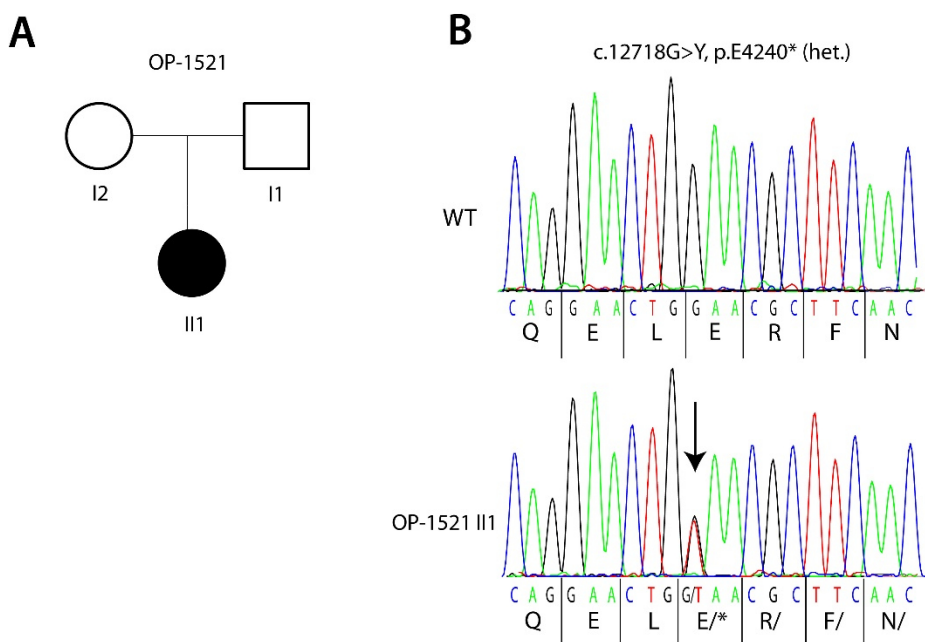 A
OP-1521
I2
I1
II1
B
c.12718G>Y, p.E4240* (het.)
WT
C A G G A A C T G G A A C G C T T C A A C
Q E L E R F N
OP-1521 II1
C A G G A A C T G G/T A A C G C T T C A A C
Q E L E/* R/ F/ N/